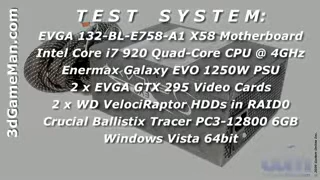 3dGameMan.com
TEST SYSTEM:
EVGA 132-BL-E758-A1 X58 Motherboard
Intel Core i7 920 Quad-Core CPU @ 4GHz
Enermax Galaxy EVO 1250W PSU
2 x EVGA GTX 295 Video Cards
2 x WD VelociRaptor HDDs in RAID0
Crucial Ballistix Tracer PC3-12800 6GB
Windows Vista 64bit